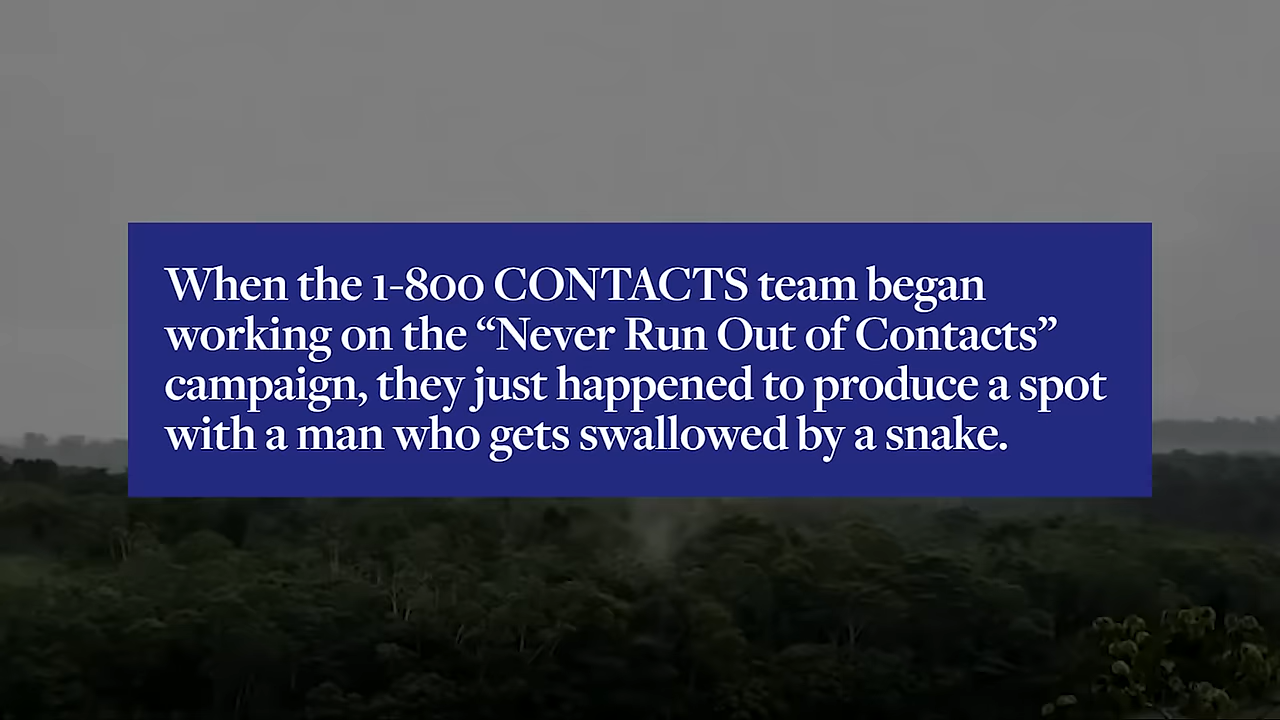 When the 1-800 CONTACTS team began
working on the “Never Run Out of Contacts”
campaign, they just happened to produce a spot
with a man who gets swallowed by a snake.